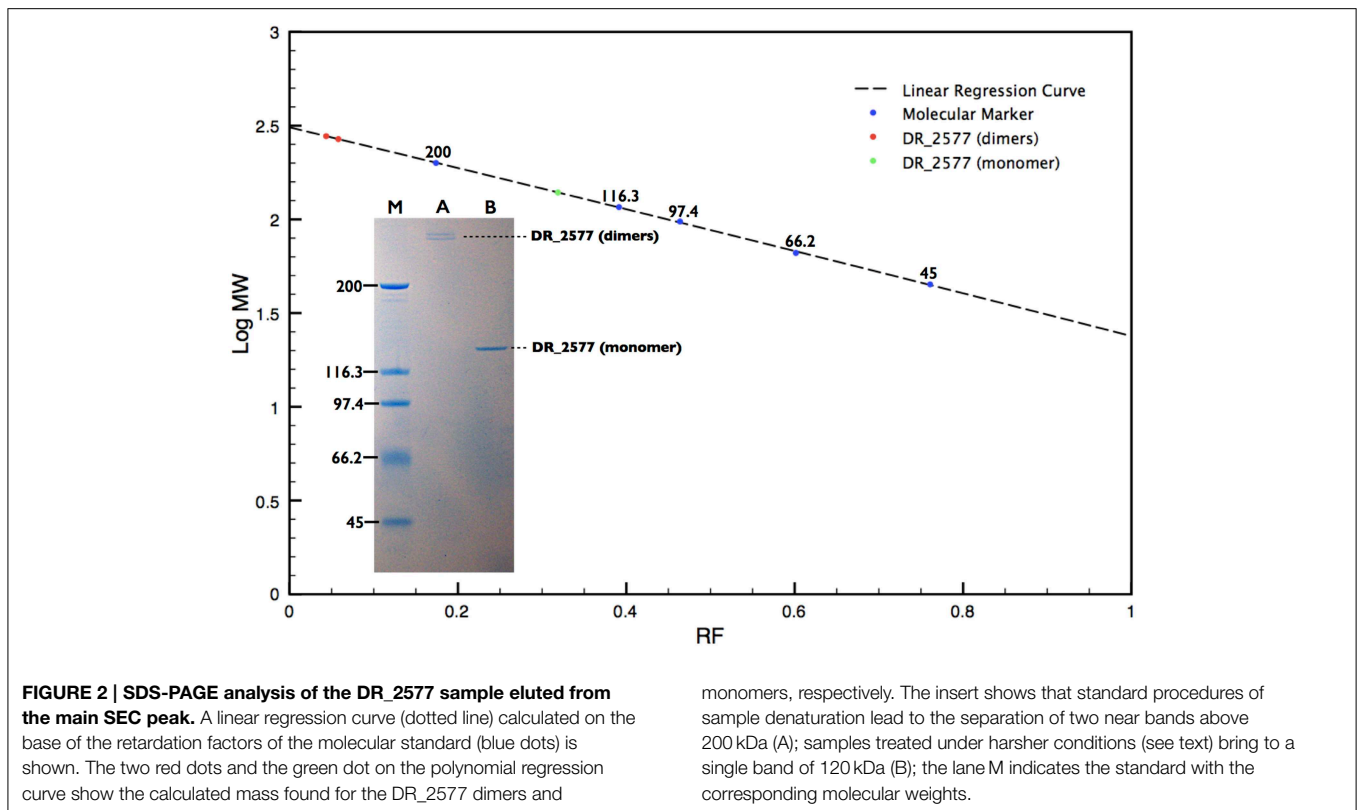 3
2.5
2
1.5
1
0.5
0
Log MW
0
0.2
0.4
0.6
0.8
1
RF
Linear Regression Curve
Molecular Marker
DR_2577 (dimers)
DR_2577 (monomer)
200
116.3
97.4
66.2
45
M A B
DR_2577 (dimers)
200
DR_2577 (monomer)
116.3
97.4
66.2
45
FIGURE 2 | SDS-PAGE analysis of the DR_2577 sample eluted from
the main SEC peak. A linear regression curve (dotted line) calculated on the
base of the retardation factors of the molecular standard (blue dots) is
shown. The two red dots and the green dot on the polynomial regression
curve show the calculated mass found for the DR_2577 dimers and
monomers, respectively. The insert shows that standard procedures of
sample denaturation lead to the separation of two near bands above
200 kDa (A); samples treated under harsher conditions (see text) bring to a
single band of 120 kDa (B); the lane M indicates the standard with the
corresponding molecular weights.